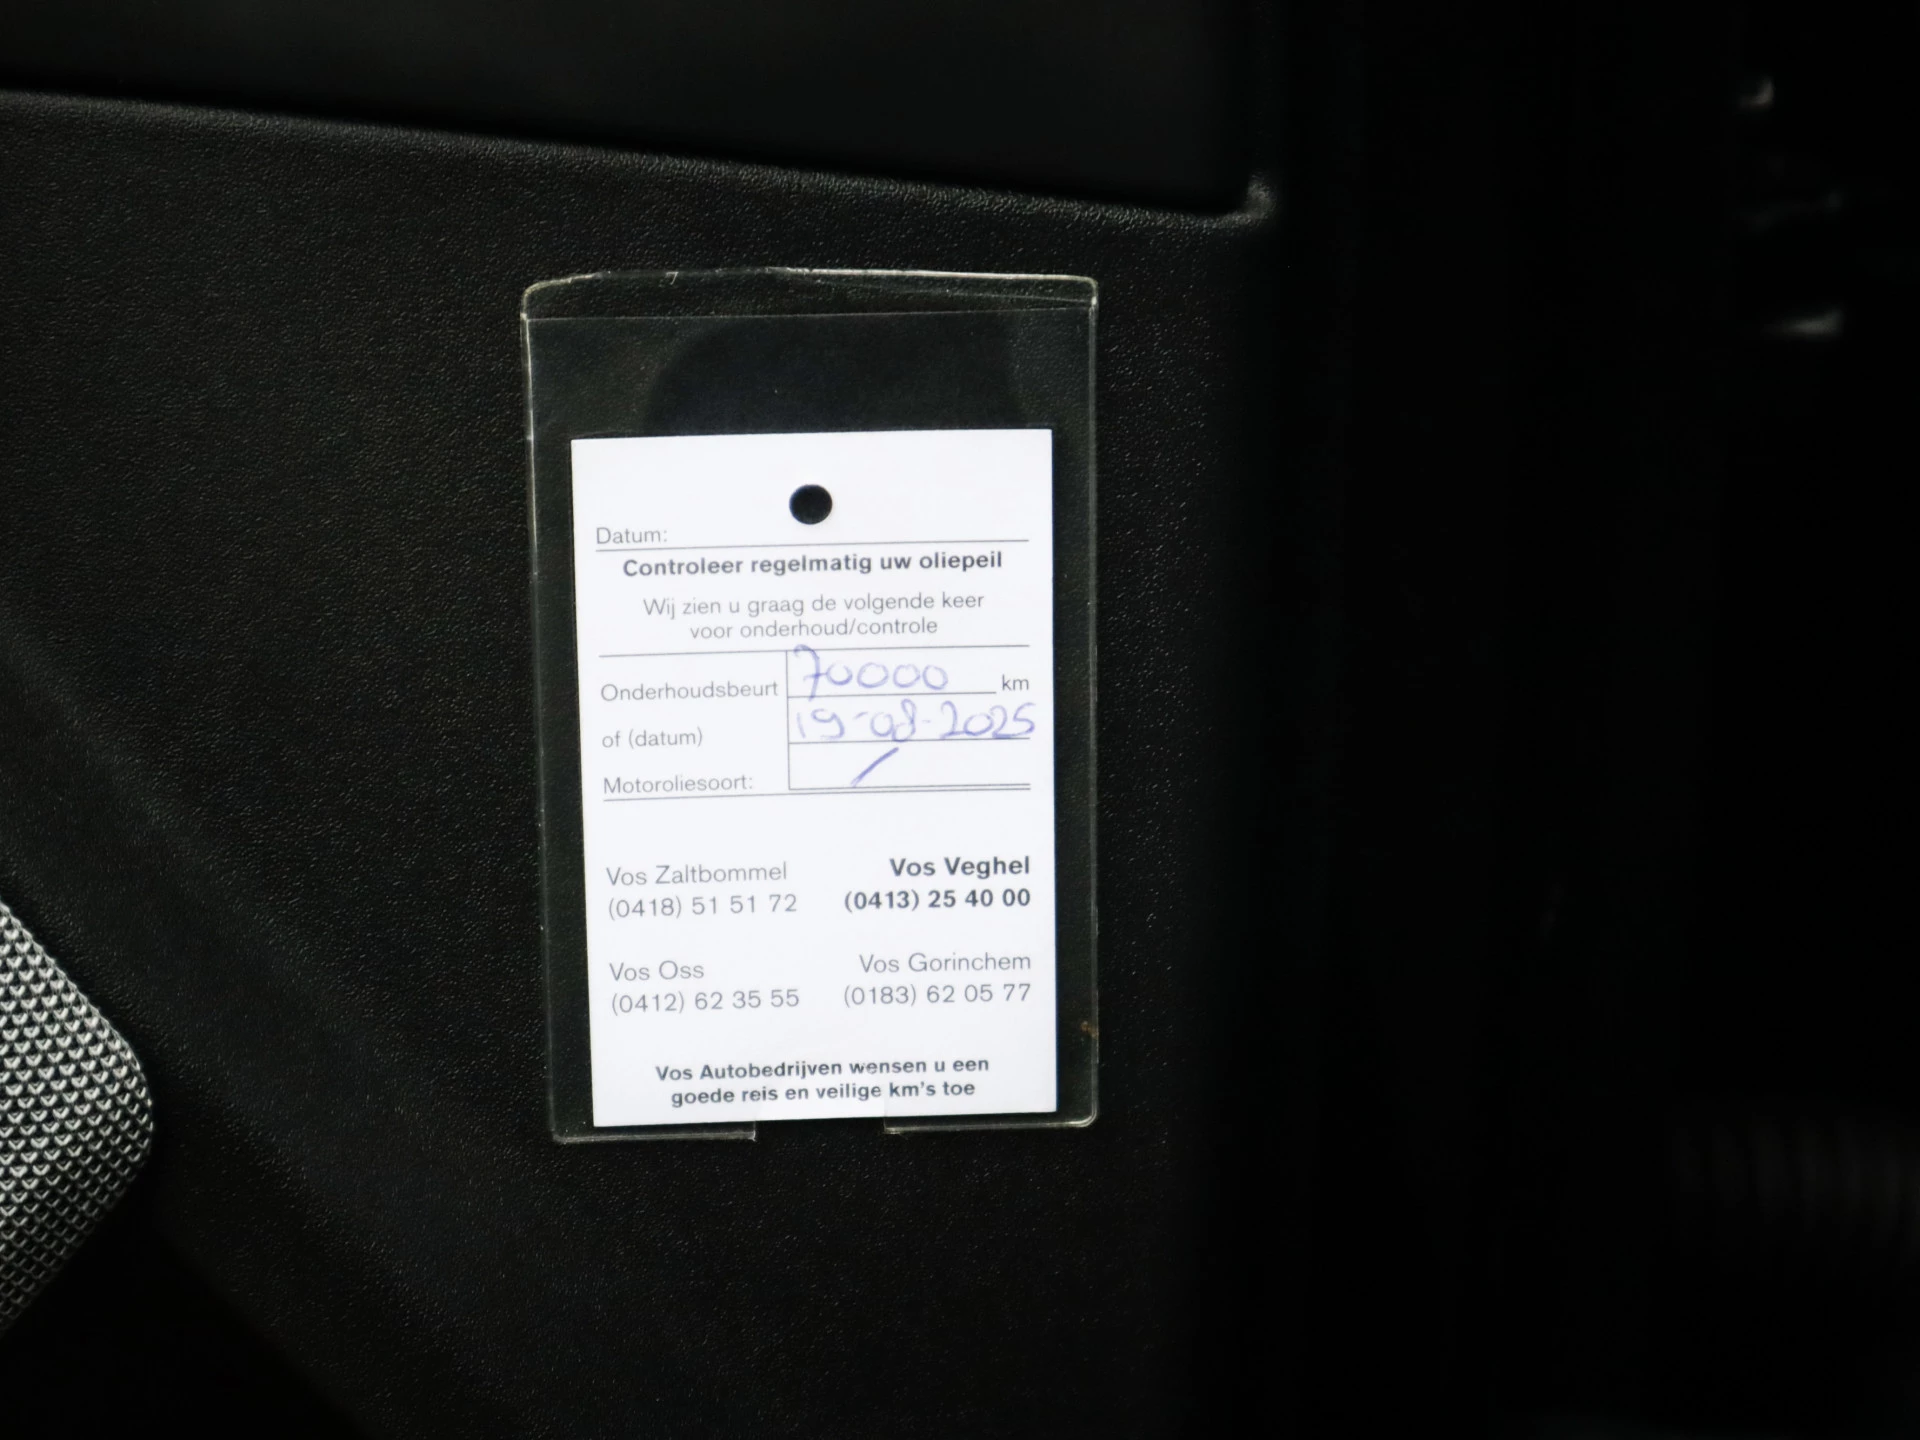 Datum:
Controleer regelmatig uw oliepeil
Wij zien u graag de volgende keer
voor onderhoud/controle
Onderhoudsbeurt 70000 km
of (datum) 19-08-2025
Motoroliesoort: /
Vos Zaltbommel Vos Veghel
(0418) 51 51 72 (0413) 25 40 00
Vos Oss Vos Gorinchem
(0412) 62 35 55 (0183) 62 05 77
Vos Autobedrijven wensen u een
goede reis en veilige km's toe